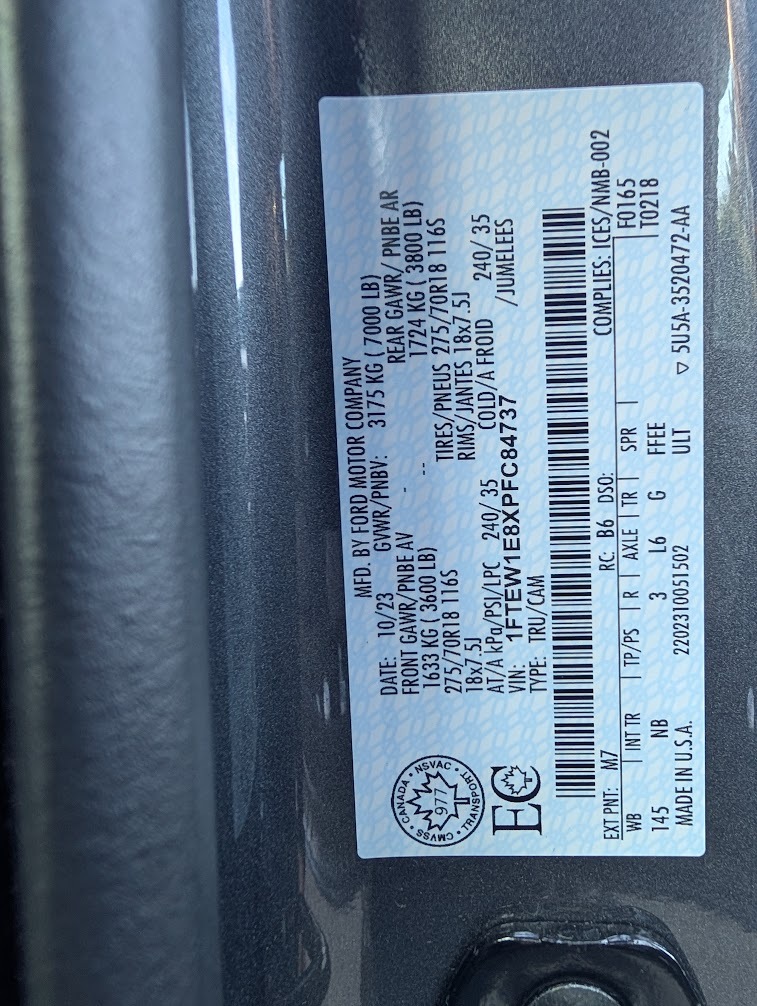 MFD. BY FORD MOTOR COMPANY
DATE: 10/23 GVWR/PNBV: 3175 KG ( 7000 LB)
FRONT GAWR/PNBE AV - REAR GAWR/ PNBE AR
1633 KG ( 3600 LB) -- 1724 KG ( 3800 LB)
275/70R18 116S TIRES/PNEUS 275/70R18 116S
18x7.5J RIMS/JANTES 18x7.5J
AT/A kPa/PSI/LPC 240/ 35 COLD/A FROID 240/ 35
VIN: 1FTEW1E8XPFC84737 /JUMELEES
TYPE: TRU/CAM
CANADA • NSVAC • TRANSPORT • CMVSS •
977
EC
COMPLIES: ICES/NMB-002
EXT PNT: M7 RC: B6 DSO: F0165
WB | INT TR | TP/PS | R | AXLE | TR | SPR | T0218
145 NB 3 L6 G FFEE
MADE IN U.S.A. 2202310051502 ULT ▽ 5U5A-3520472-AA